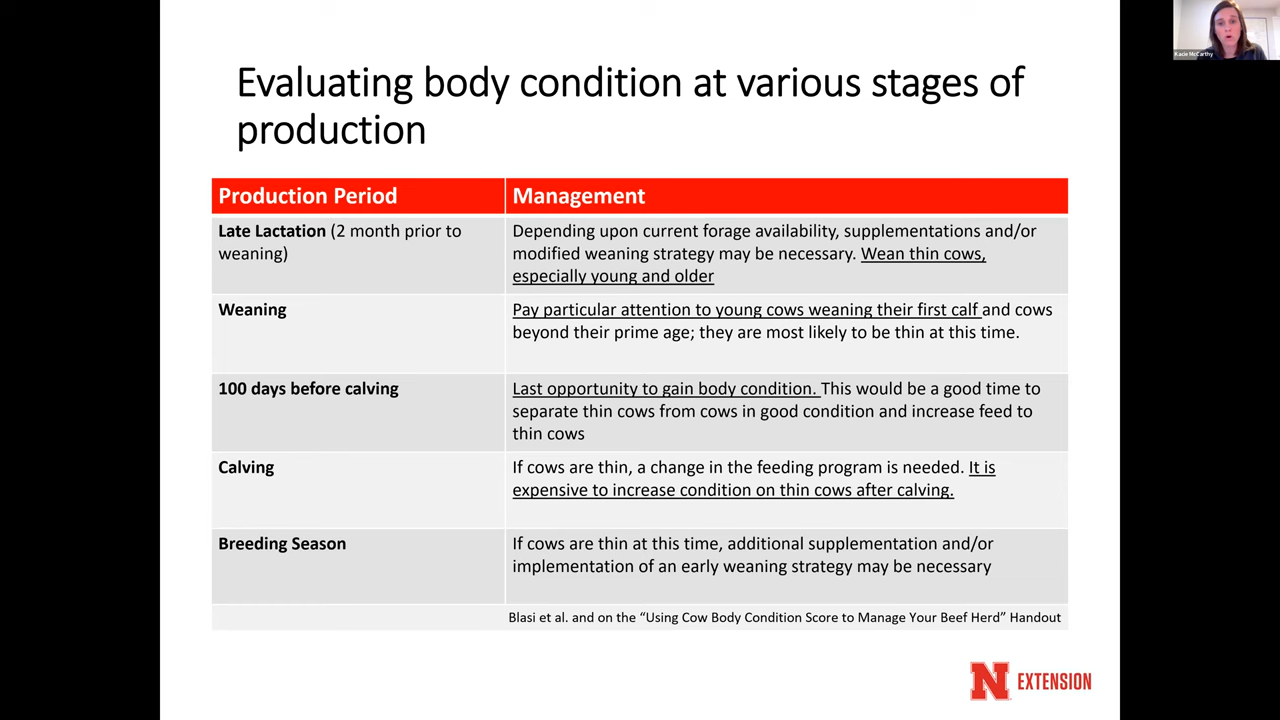 Kacie McCarthy
Evaluating body condition at various stages of
production
Production Period
Management
Late Lactation (2 month prior to
weaning)
Depending upon current forage availability, supplementations and/or
modified weaning strategy may be necessary. Wean thin cows,
especially young and older
Weaning
Pay particular attention to young cows weaning their first calf and cows
beyond their prime age; they are most likely to be thin at this time.
100 days before calving
Last opportunity to gain body condition. This would be a good time to
separate thin cows from cows in good condition and increase feed to
thin cows
Calving
If cows are thin, a change in the feeding program is needed. It is
expensive to increase condition on thin cows after calving.
Breeding Season
If cows are thin at this time, additional supplementation and/or
implementation of an early weaning strategy may be necessary
Blasi et al. and on the “Using Cow Body Condition Score to Manage Your Beef Herd” Handout
N EXTENSION